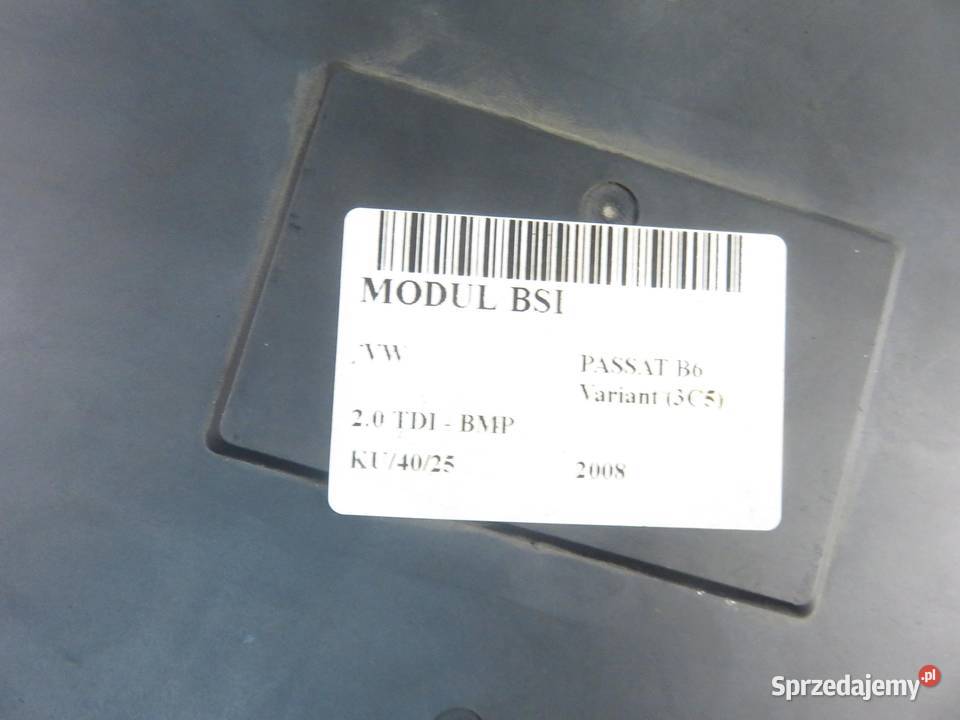 MODUL BSI
VW
PASSAT B6
Variant (3C5)
2.0 TDI - BMP
KU/40/25
2008
Sprzedajemy.pl